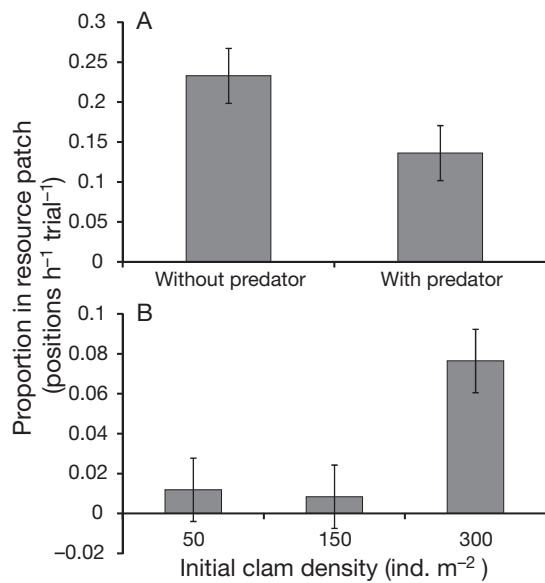 A
Proportion in resource patch
(positions h⁻¹ trial⁻¹)
0.3
0.25
0.2
0.15
0.1
0.05
0
Without predator With predator
B
0.1
0.08
0.06
0.04
0.02
0
−0.02
50 150 300
Initial clam density (ind. m⁻²)